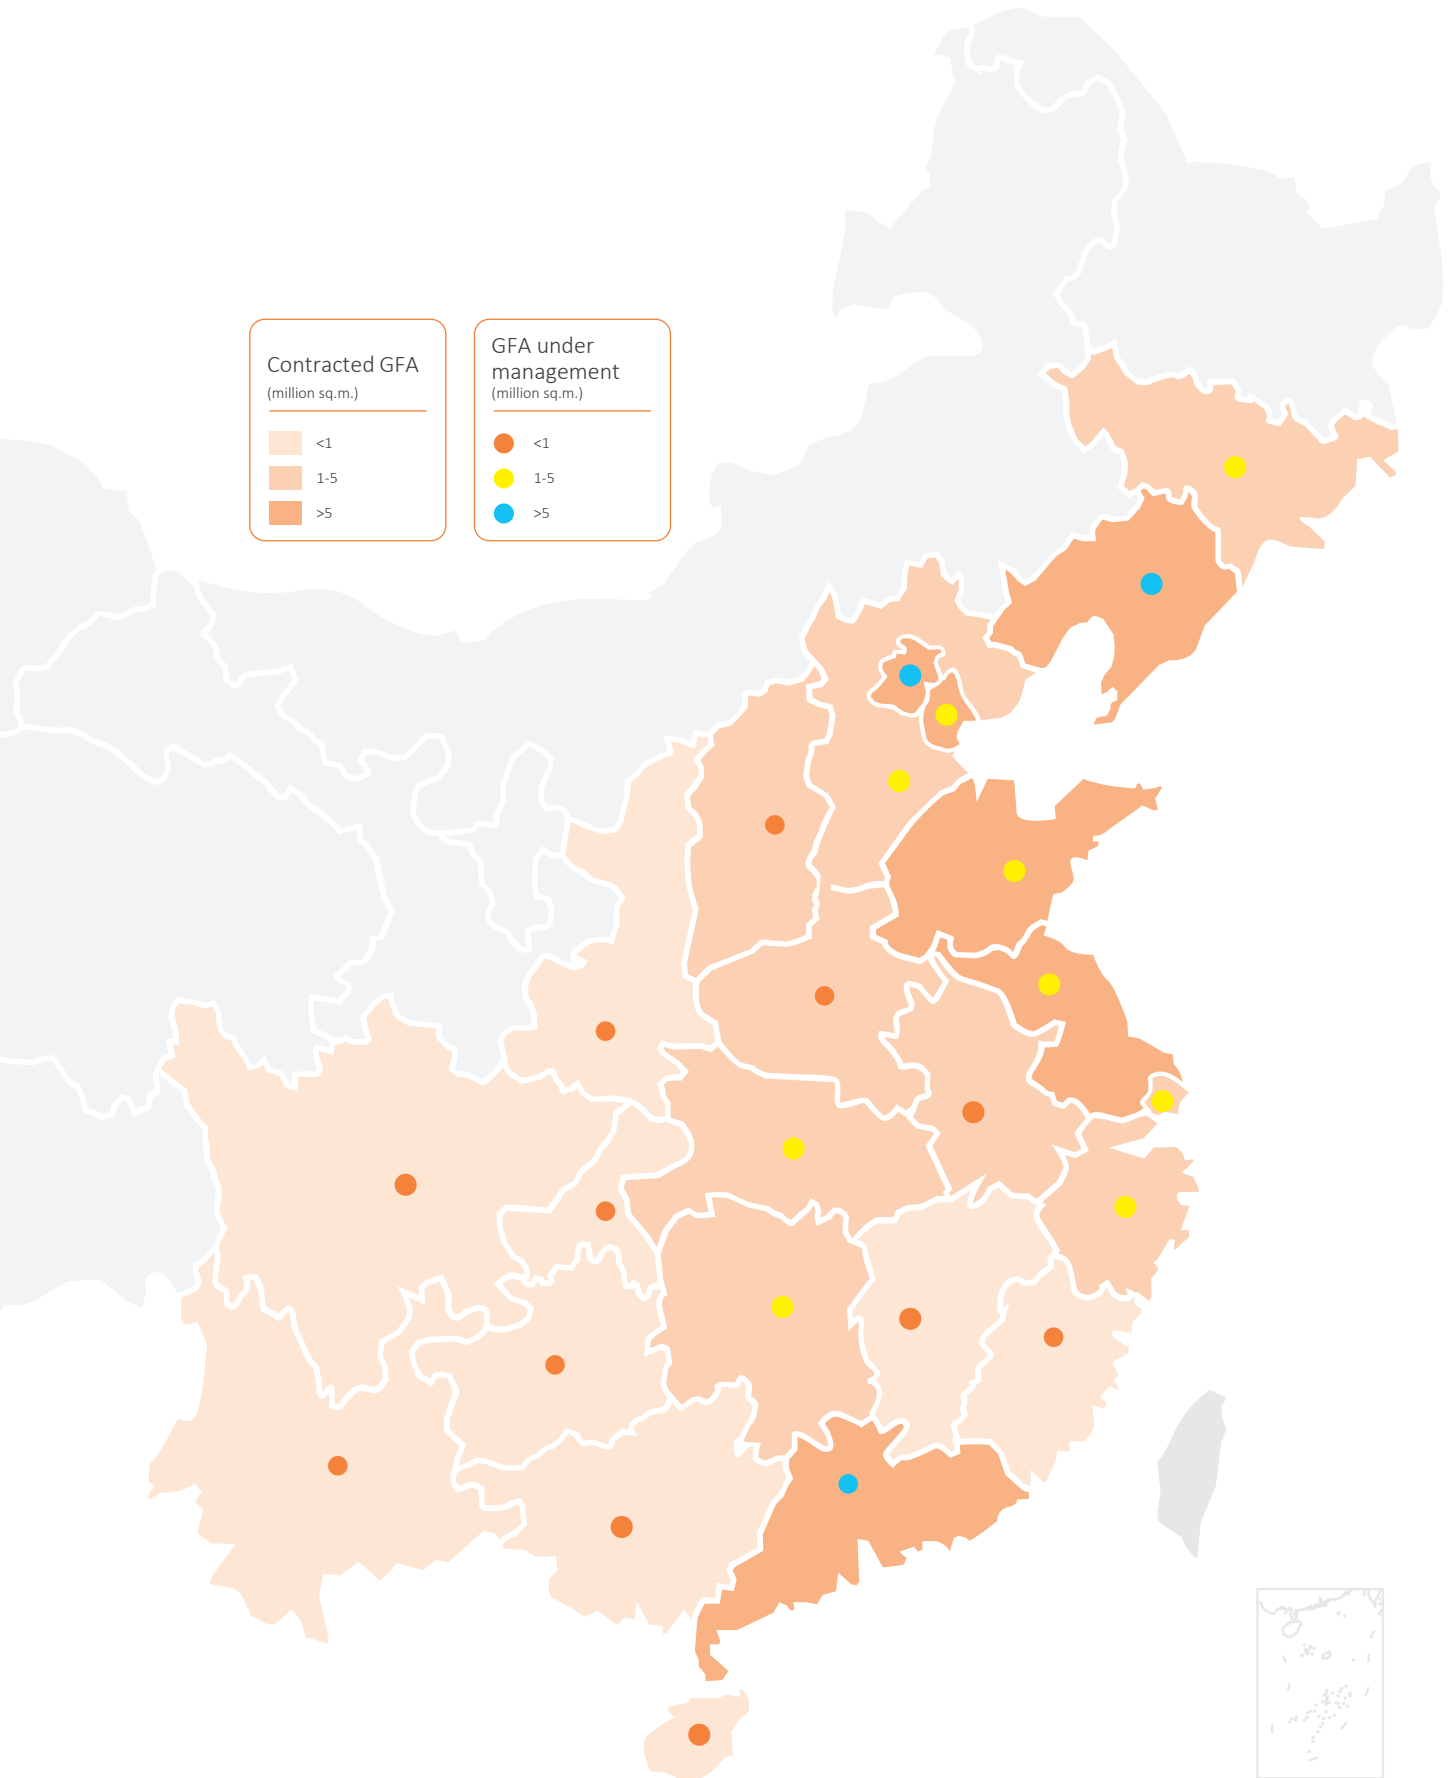 Contracted GFA
(million sq.m.)
<1
1-5
>5
GFA under
management
(million sq.m.)
<1
1-5
>5